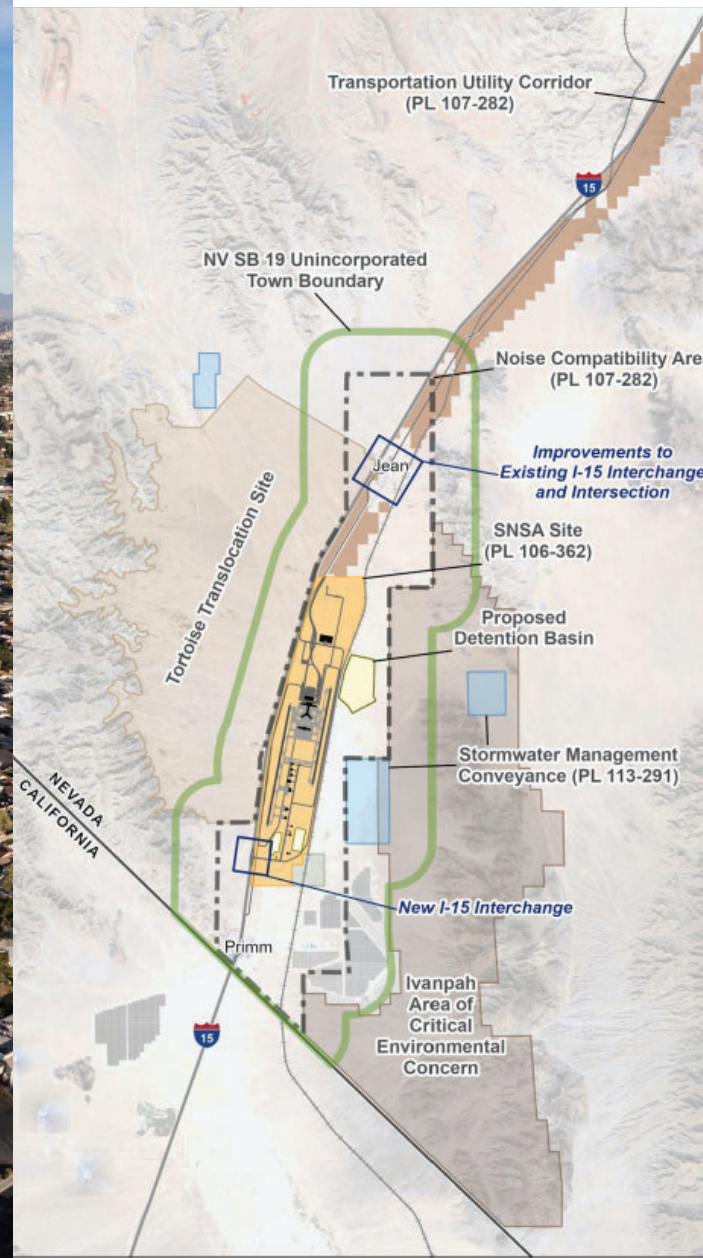 Transportation Utility Corridor
(PL 107-282)
15
NV SB 19 Unincorporated
Town Boundary
Noise Compatibility Area
(PL 107-282)
Jean
Improvements to
Existing I-15 Interchange
and Intersection
Tortoise Translocation Site
SNSA Site
(PL 106-362)
Proposed
Detention Basin
Stormwater Management
Conveyance (PL 113-291)
NEVADA
CALIFORNIA
New I-15 Interchange
Primm
Ivanpah
Area of
Critical
Environmental
Concern
15